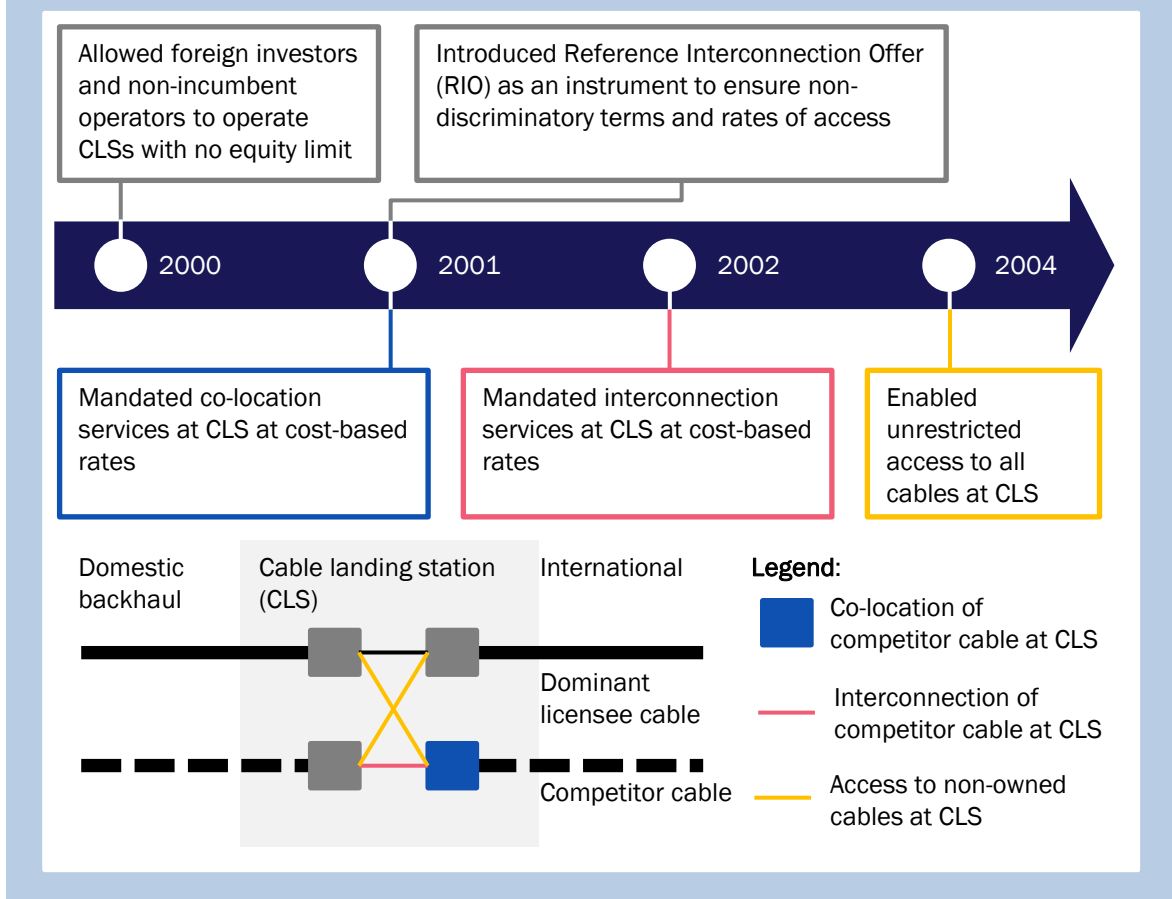 Allowed foreign investors
and non-incumbent
operators to operate
CLSs with no equity limit
Introduced Reference Interconnection Offer
(RIO) as an instrument to ensure non-
discriminatory terms and rates of access
2000
2001
2002
2004
Mandated co-location
services at CLS at cost-based
rates
Mandated interconnection
services at CLS at cost-based
rates
Enabled
unrestricted
access to all
cables at CLS
Domestic
backhaul
Cable landing station
(CLS)
International
Dominant
licensee cable
Competitor cable
Legend:
Co-location of
competitor cable at CLS
Interconnection of
competitor cable at CLS
Access to non-owned
cables at CLS